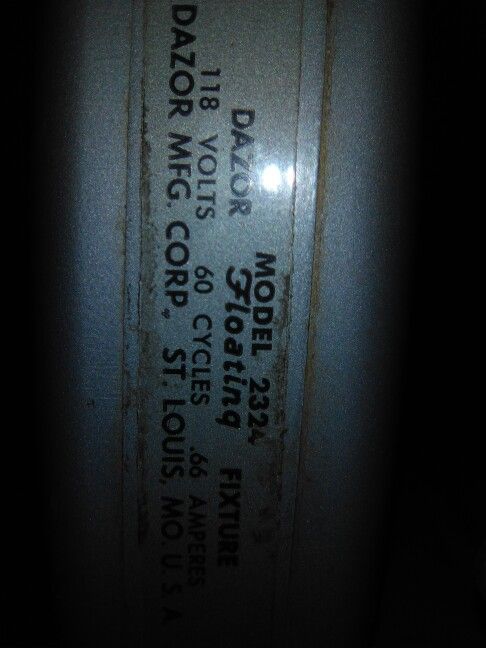 MODEL 2324
DAZOR Floating FIXTURE
118 VOLTS 60 CYCLES .66 AMPERES
DAZOR MFG. CORP., ST. LOUIS, MO. U. S. A